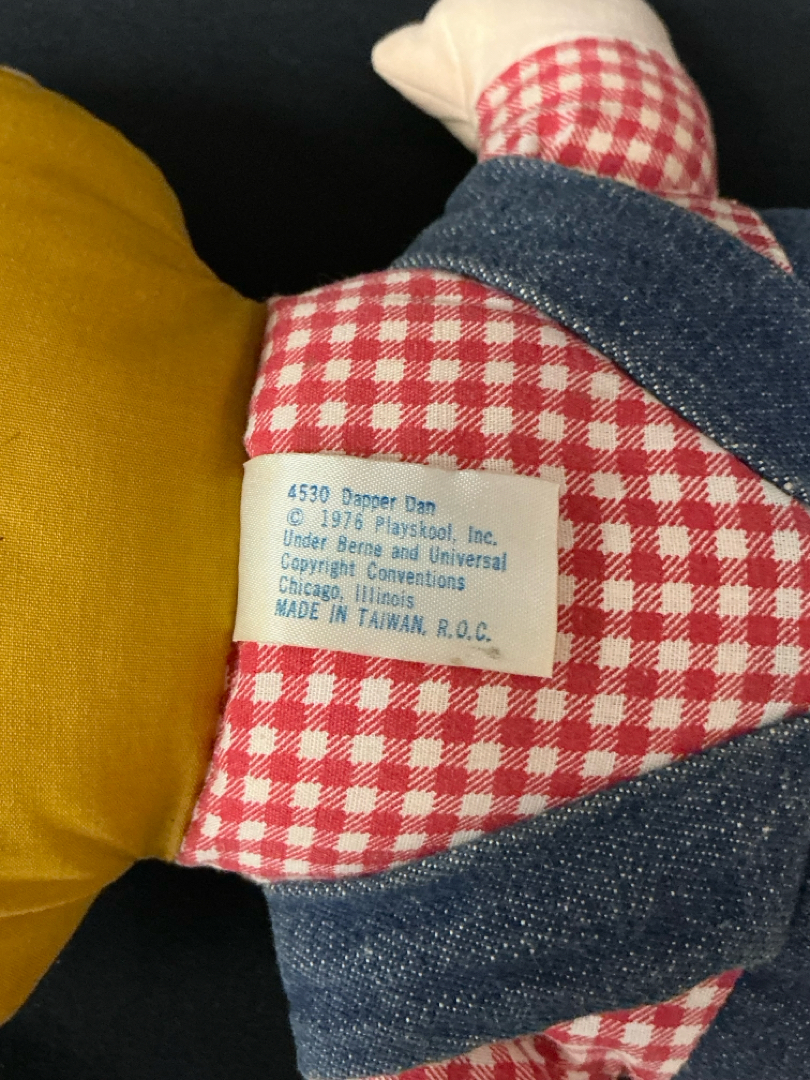 4530 Dapper Dan
© 1976 Playskool, Inc.
Under Berne and Universal
Copyright Conventions
Chicago, Illinois
MADE IN TAIWAN, R.O.C.